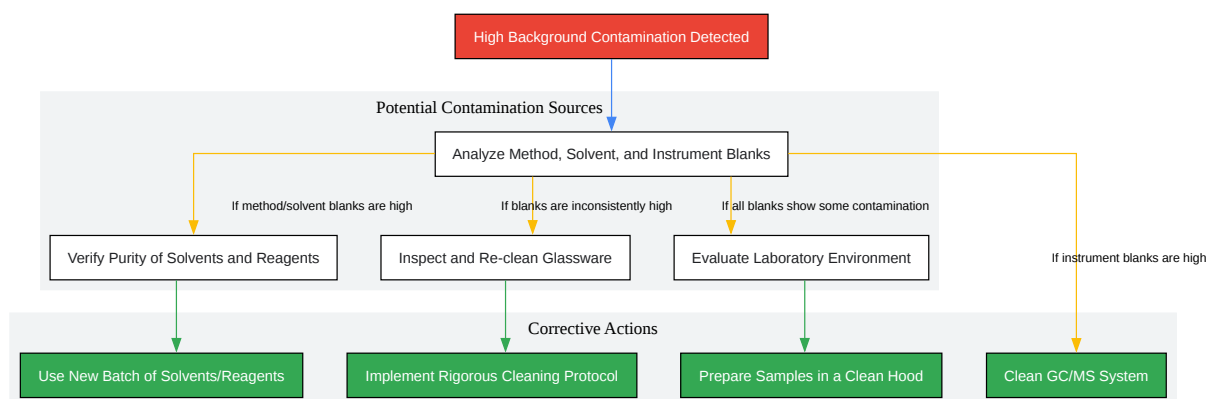 High Background Contamination Detected
Potential Contamination Sources
Analyze Method, Solvent, and Instrument Blanks
If method/solvent blanks are high
If blanks are inconsistently high
If all blanks show some contamination
Verify Purity of Solvents and Reagents
Inspect and Re-clean Glassware
Evaluate Laboratory Environment
If instrument blanks are high
Corrective Actions
Use New Batch of Solvents/Reagents
Implement Rigorous Cleaning Protocol
Prepare Samples in a Clean Hood
Clean GC/MS System